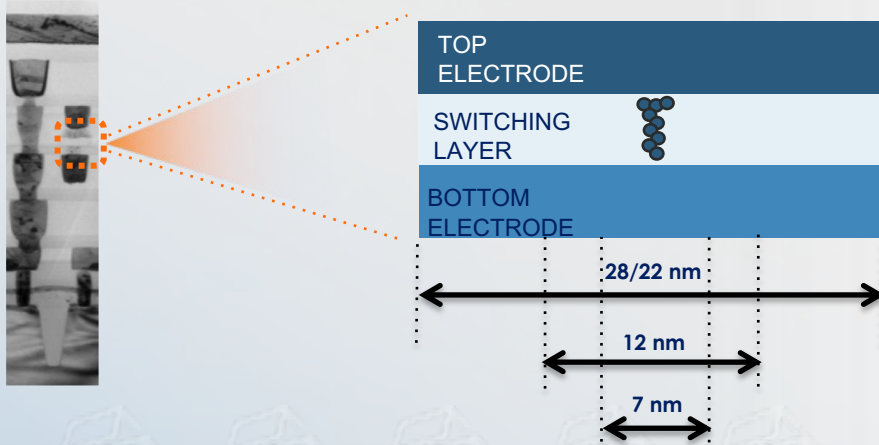 TOP
ELECTRODE
SWITCHING
LAYER
BOTTOM
ELECTRODE
28/22 nm
12 nm
7 nm